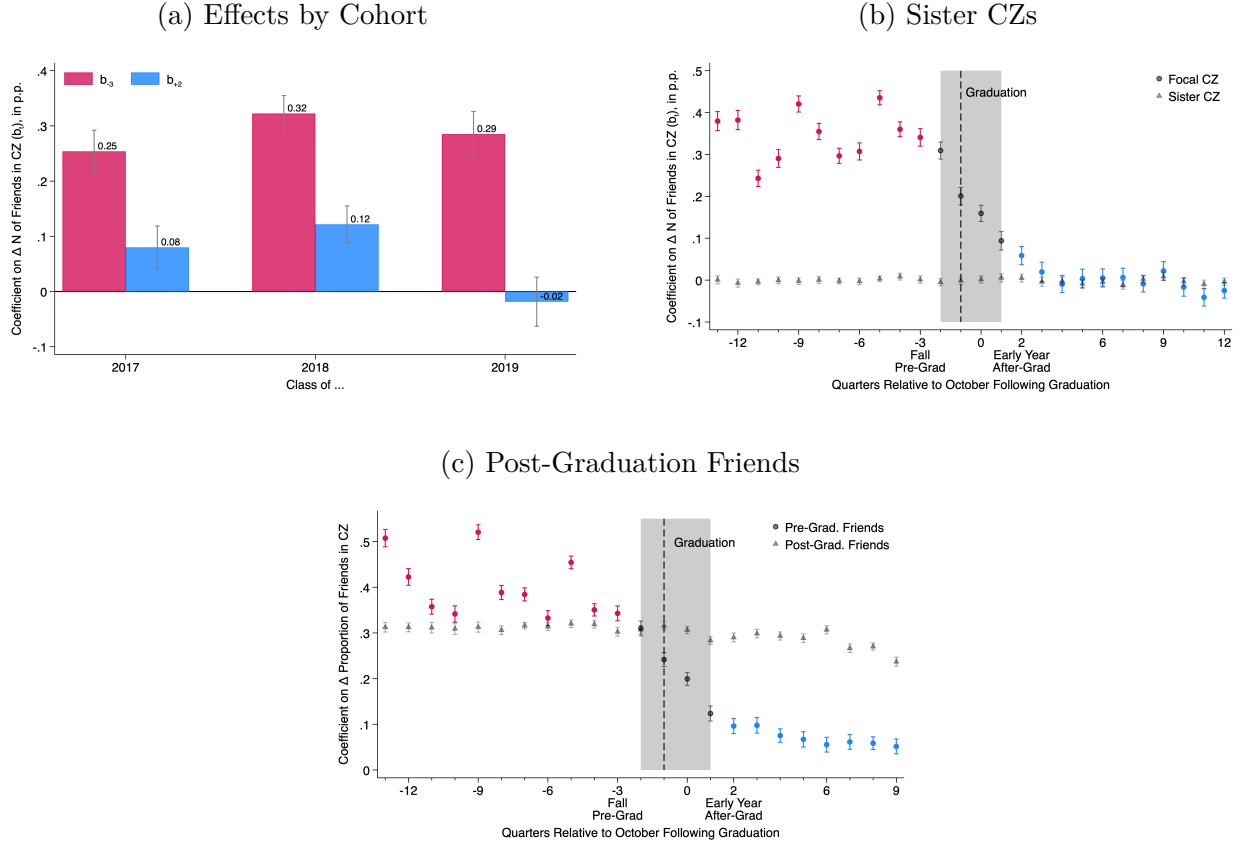 (a) Effects by Cohort
Coefficient on Δ N of Friends in CZ (bᵢ), in p.p.
b₋₃ b₊₂
.4
.3
.2
.1
0
-.1
0.25
0.08
0.32
0.12
0.29
-0.02
2017 2018 2019
Class of ...
(b) Sister CZs
Coefficient on Δ N of Friends in CZ (bᵢ), in p.p.
.5
.4
.3
.2
.1
0
-.1
Graduation
Focal CZ
Sister CZ
-12 -9 -6 -3 0 2 6 9 12
Fall Early Year
Pre-Grad After-Grad
Quarters Relative to October Following Graduation
(c) Post-Graduation Friends
Coefficient on Δ Proportion of Friends in CZ
.5
.4
.3
.2
.1
0
Graduation
Pre-Grad. Friends
Post-Grad. Friends
-12 -9 -6 -3 0 2 6 9
Fall Early Year
Pre-Grad After-Grad
Quarters Relative to October Following Graduation